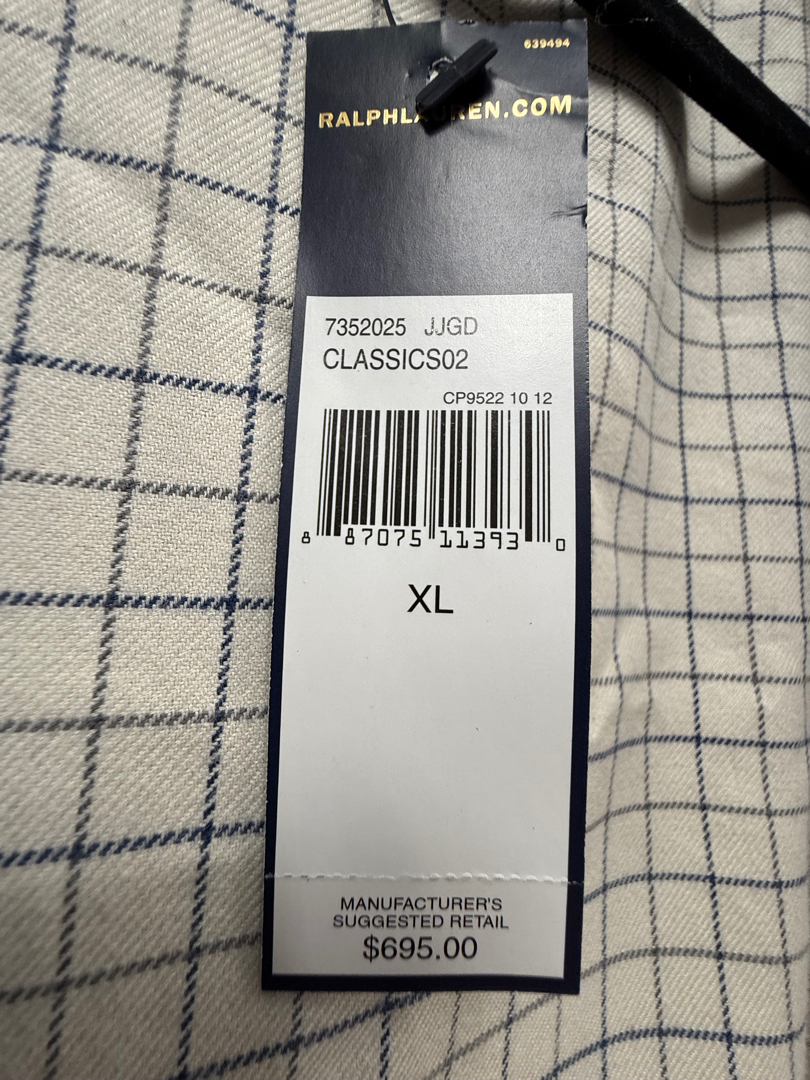 639494
RALPHLAUREN.COM
7352025 JJGD
CLASSICS02
CP9522 10 12
8 87075 11393 0
XL
MANUFACTURER'S
SUGGESTED RETAIL
$695.00